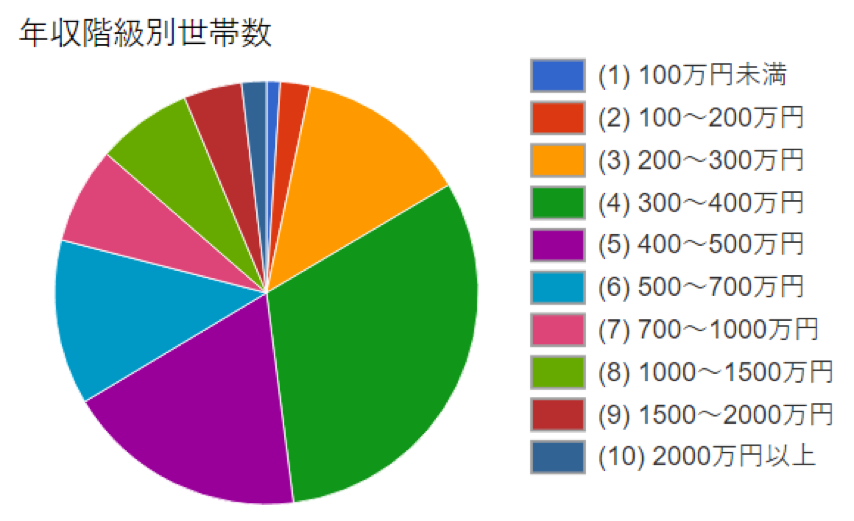 年収階級別世帯数
(1) 100万円未満
(2) 100～200万円
(3) 200～300万円
(4) 300～400万円
(5) 400～500万円
(6) 500～700万円
(7) 700～1000万円
(8) 1000～1500万円
(9) 1500～2000万円
(10) 2000万円以上